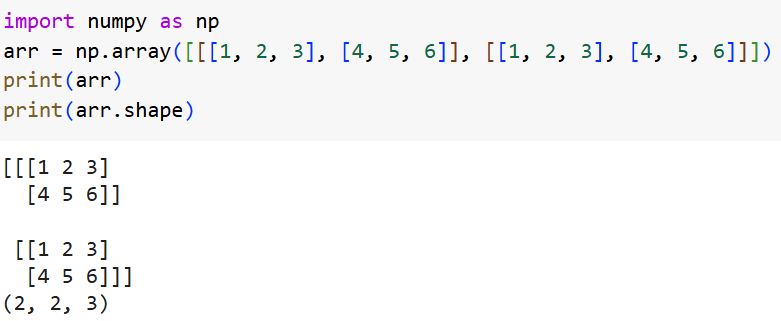 import numpy as np
arr = np.array([[[1, 2, 3], [4, 5, 6]], [[1, 2, 3], [4, 5, 6]]])
print(arr)
print(arr.shape)
[[[1 2 3]
  [4 5 6]]
 [[1 2 3]
  [4 5 6]]]
(2, 2, 3)